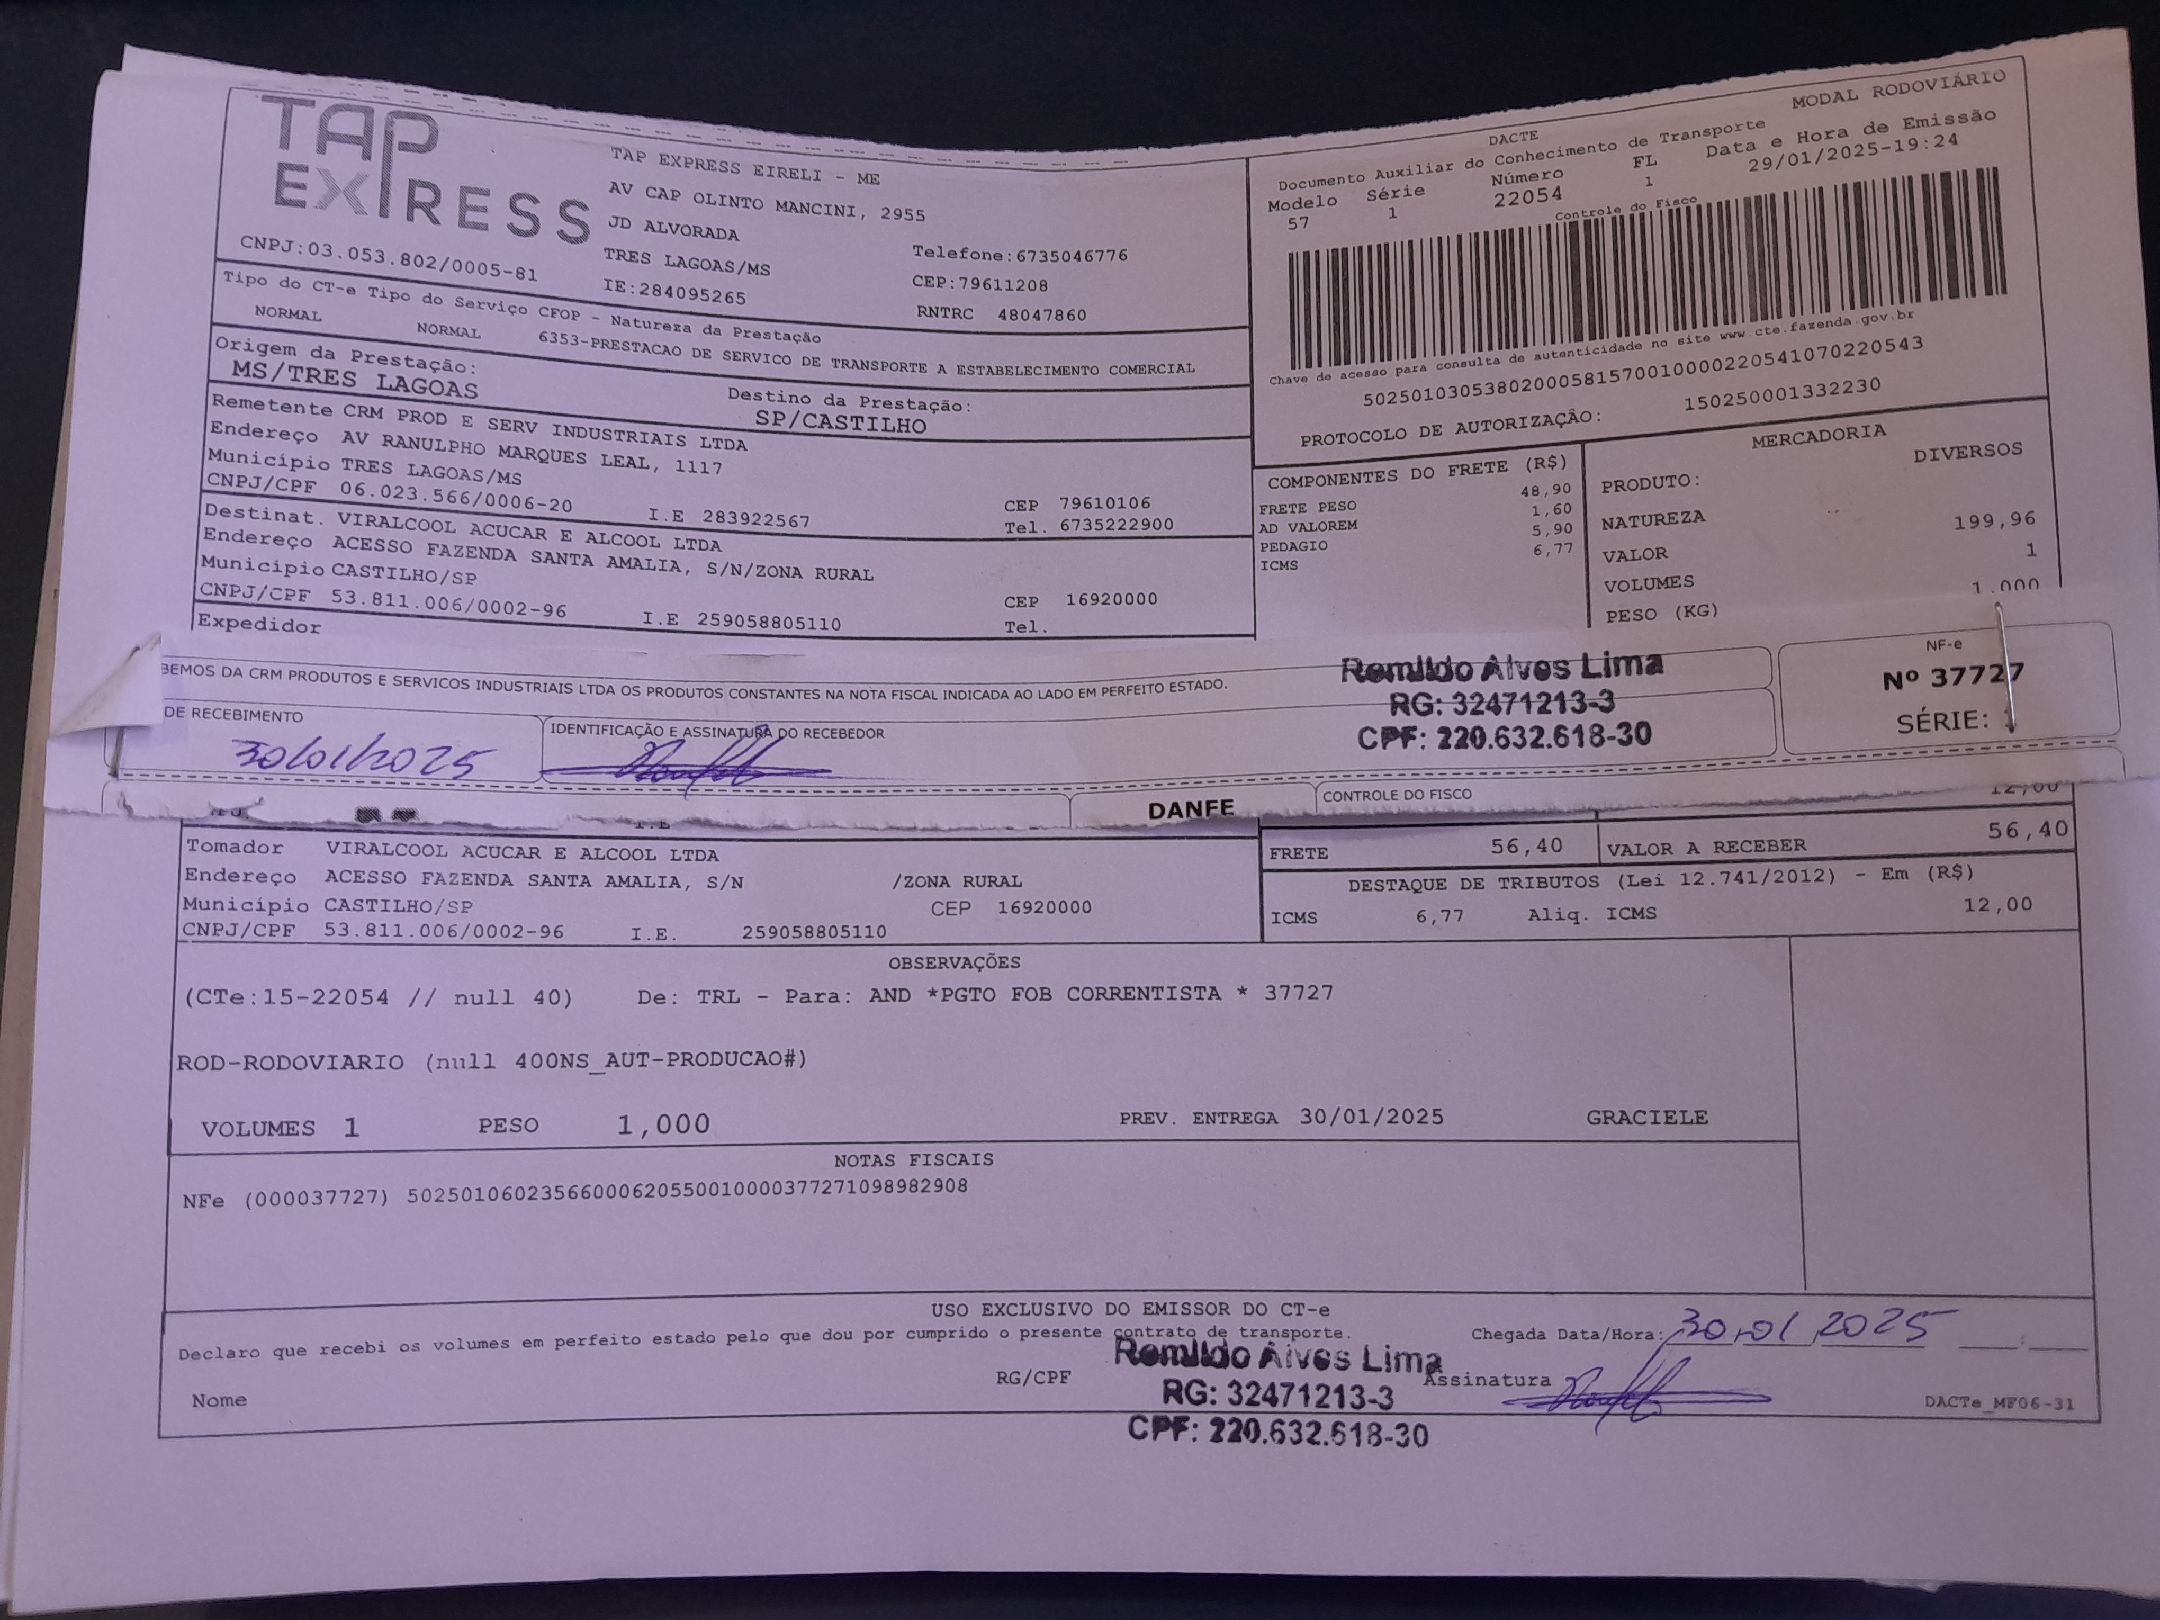 TAP
EXPRESS
TAP EXPRESS EIRELI - ME
AV CAP OLINTO MANCINI, 2955
JD ALVORADA
TRES LAGOAS/MS
Telefone:6735046776
CNPJ:03.053.802/0005-81
IE:284095265
CEP:79611208
RNTRC 48047860
MODAL RODOVIÁRIO
DACTE
Documento Auxiliar do Conhecimento de Transporte
Modelo Série Número FL Data e Hora de Emissão
57 1 22054 1 29/01/2025-19:24
Controle do Fisco
Chave de acesso para consulta de autenticidade no site www.cte.fazenda.gov.br
50250103053802000581570010000220541070220543
PROTOCOLO DE AUTORIZAÇÃO: 150250001332230
Tipo do CT-e Tipo do Serviço CFOP - Natureza da Prestação
NORMAL NORMAL 6353-PRESTACAO DE SERVICO DE TRANSPORTE A ESTABELECIMENTO COMERCIAL
Origem da Prestação: Destino da Prestação:
MS/TRES LAGOAS SP/CASTILHO
Remetente CRM PROD E SERV INDUSTRIAIS LTDA
Endereço AV RANULPHO MARQUES LEAL, 1117
Município TRES LAGOAS/MS CEP 79610106
CNPJ/CPF 06.023.566/0006-20 I.E 283922567 Tel. 6735222900
Destinat. VIRALCOOL ACUCAR E ALCOOL LTDA
Endereço ACESSO FAZENDA SANTA AMALIA, S/N/ZONA RURAL
Município CASTILHO/SP CEP 16920000
CNPJ/CPF 53.811.006/0002-96 I.E 259058805110 Tel.
Expedidor
COMPONENTES DO FRETE (R$)
FRETE PESO 48,90
AD VALOREM 1,60
PEDAGIO 5,90
ICMS 6,77
MERCADORIA
PRODUTO: DIVERSOS
NATUREZA
VALOR 199,96
VOLUMES 1
PESO (KG) 1.000
BEMOS DA CRM PRODUTOS E SERVICOS INDUSTRIAIS LTDA OS PRODUTOS CONSTANTES NA NOTA FISCAL INDICADA AO LADO EM PERFEITO ESTADO.
DE RECEBIMENTO
30/01/2025
IDENTIFICAÇÃO E ASSINATURA DO RECEBEDOR
Romildo Alves Lima
RG: 32471213-3
CPF: 220.632.618-30
NF-e
Nº 37727
SÉRIE: 1
DANFE
CONTROLE DO FISCO
12,00
Tomador VIRALCOOL ACUCAR E ALCOOL LTDA
Endereço ACESSO FAZENDA SANTA AMALIA, S/N /ZONA RURAL
Município CASTILHO/SP CEP 16920000
CNPJ/CPF 53.811.006/0002-96 I.E. 259058805110
FRETE 56,40 VALOR A RECEBER 56,40
DESTAQUE DE TRIBUTOS (Lei 12.741/2012) - Em (R$)
ICMS 6,77 Aliq. ICMS 12,00
OBSERVAÇÕES
(CTe:15-22054 // null 40) De: TRL - Para: AND *PGTO FOB CORRENTISTA * 37727
ROD-RODOVIARIO (null 400NS_AUT-PRODUCAO#)
VOLUMES 1 PESO 1,000 PREV. ENTREGA 30/01/2025 GRACIELE
NOTAS FISCAIS
NFe (000037727) 50250106023566000620550010000377271098982908
USO EXCLUSIVO DO EMISSOR DO CT-e
Declaro que recebi os volumes em perfeito estado pelo que dou por cumprido o presente contrato de transporte.
Chegada Data/Hora: 30/01/2025 :
Nome RG/CPF Assinatura
Romildo Alves Lima
RG: 32471213-3
CPF: 220.632.618-30
DACTe_MF06-31